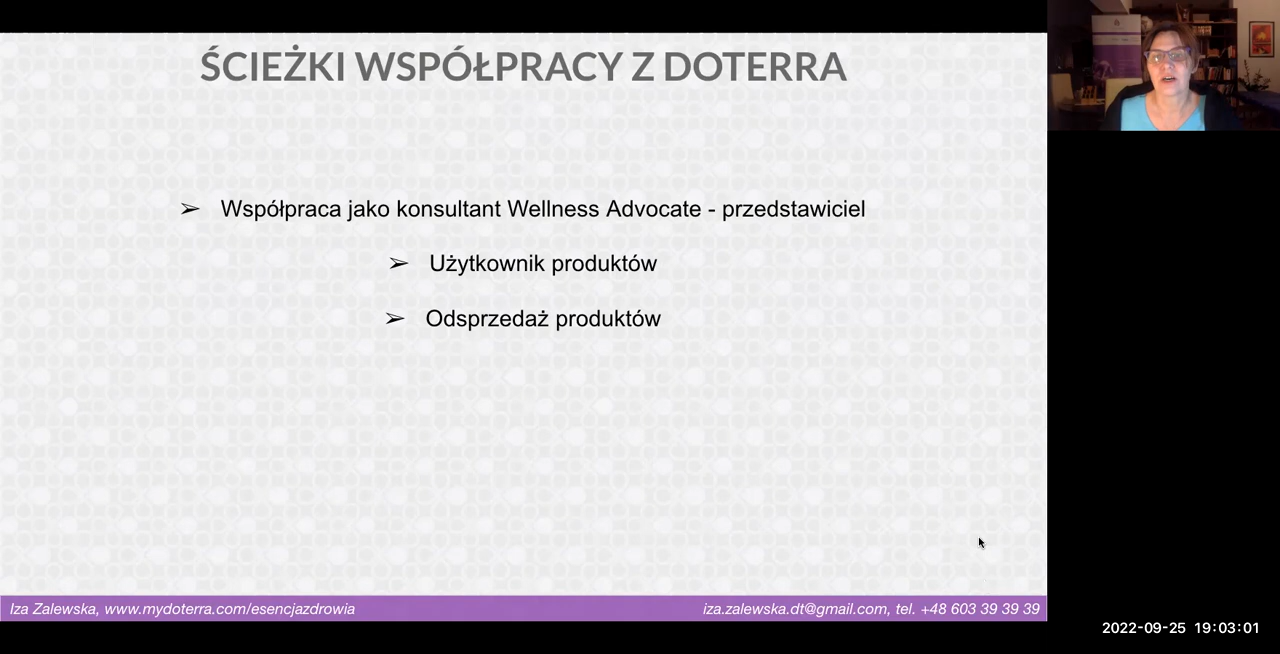 ŚCIEŻKI WSPÓŁPRACY Z DOTERRA
➢ Współpraca jako konsultant Wellness Advocate - przedstawiciel
➢ Użytkownik produktów
➢ Odsprzedaż produktów
Iza Zalewska, www.mydoterra.com/esencjazdrowia
iza.zalewska.dt@gmail.com, tel. +48 603 39 39 39
2022-09-25 19:03:01